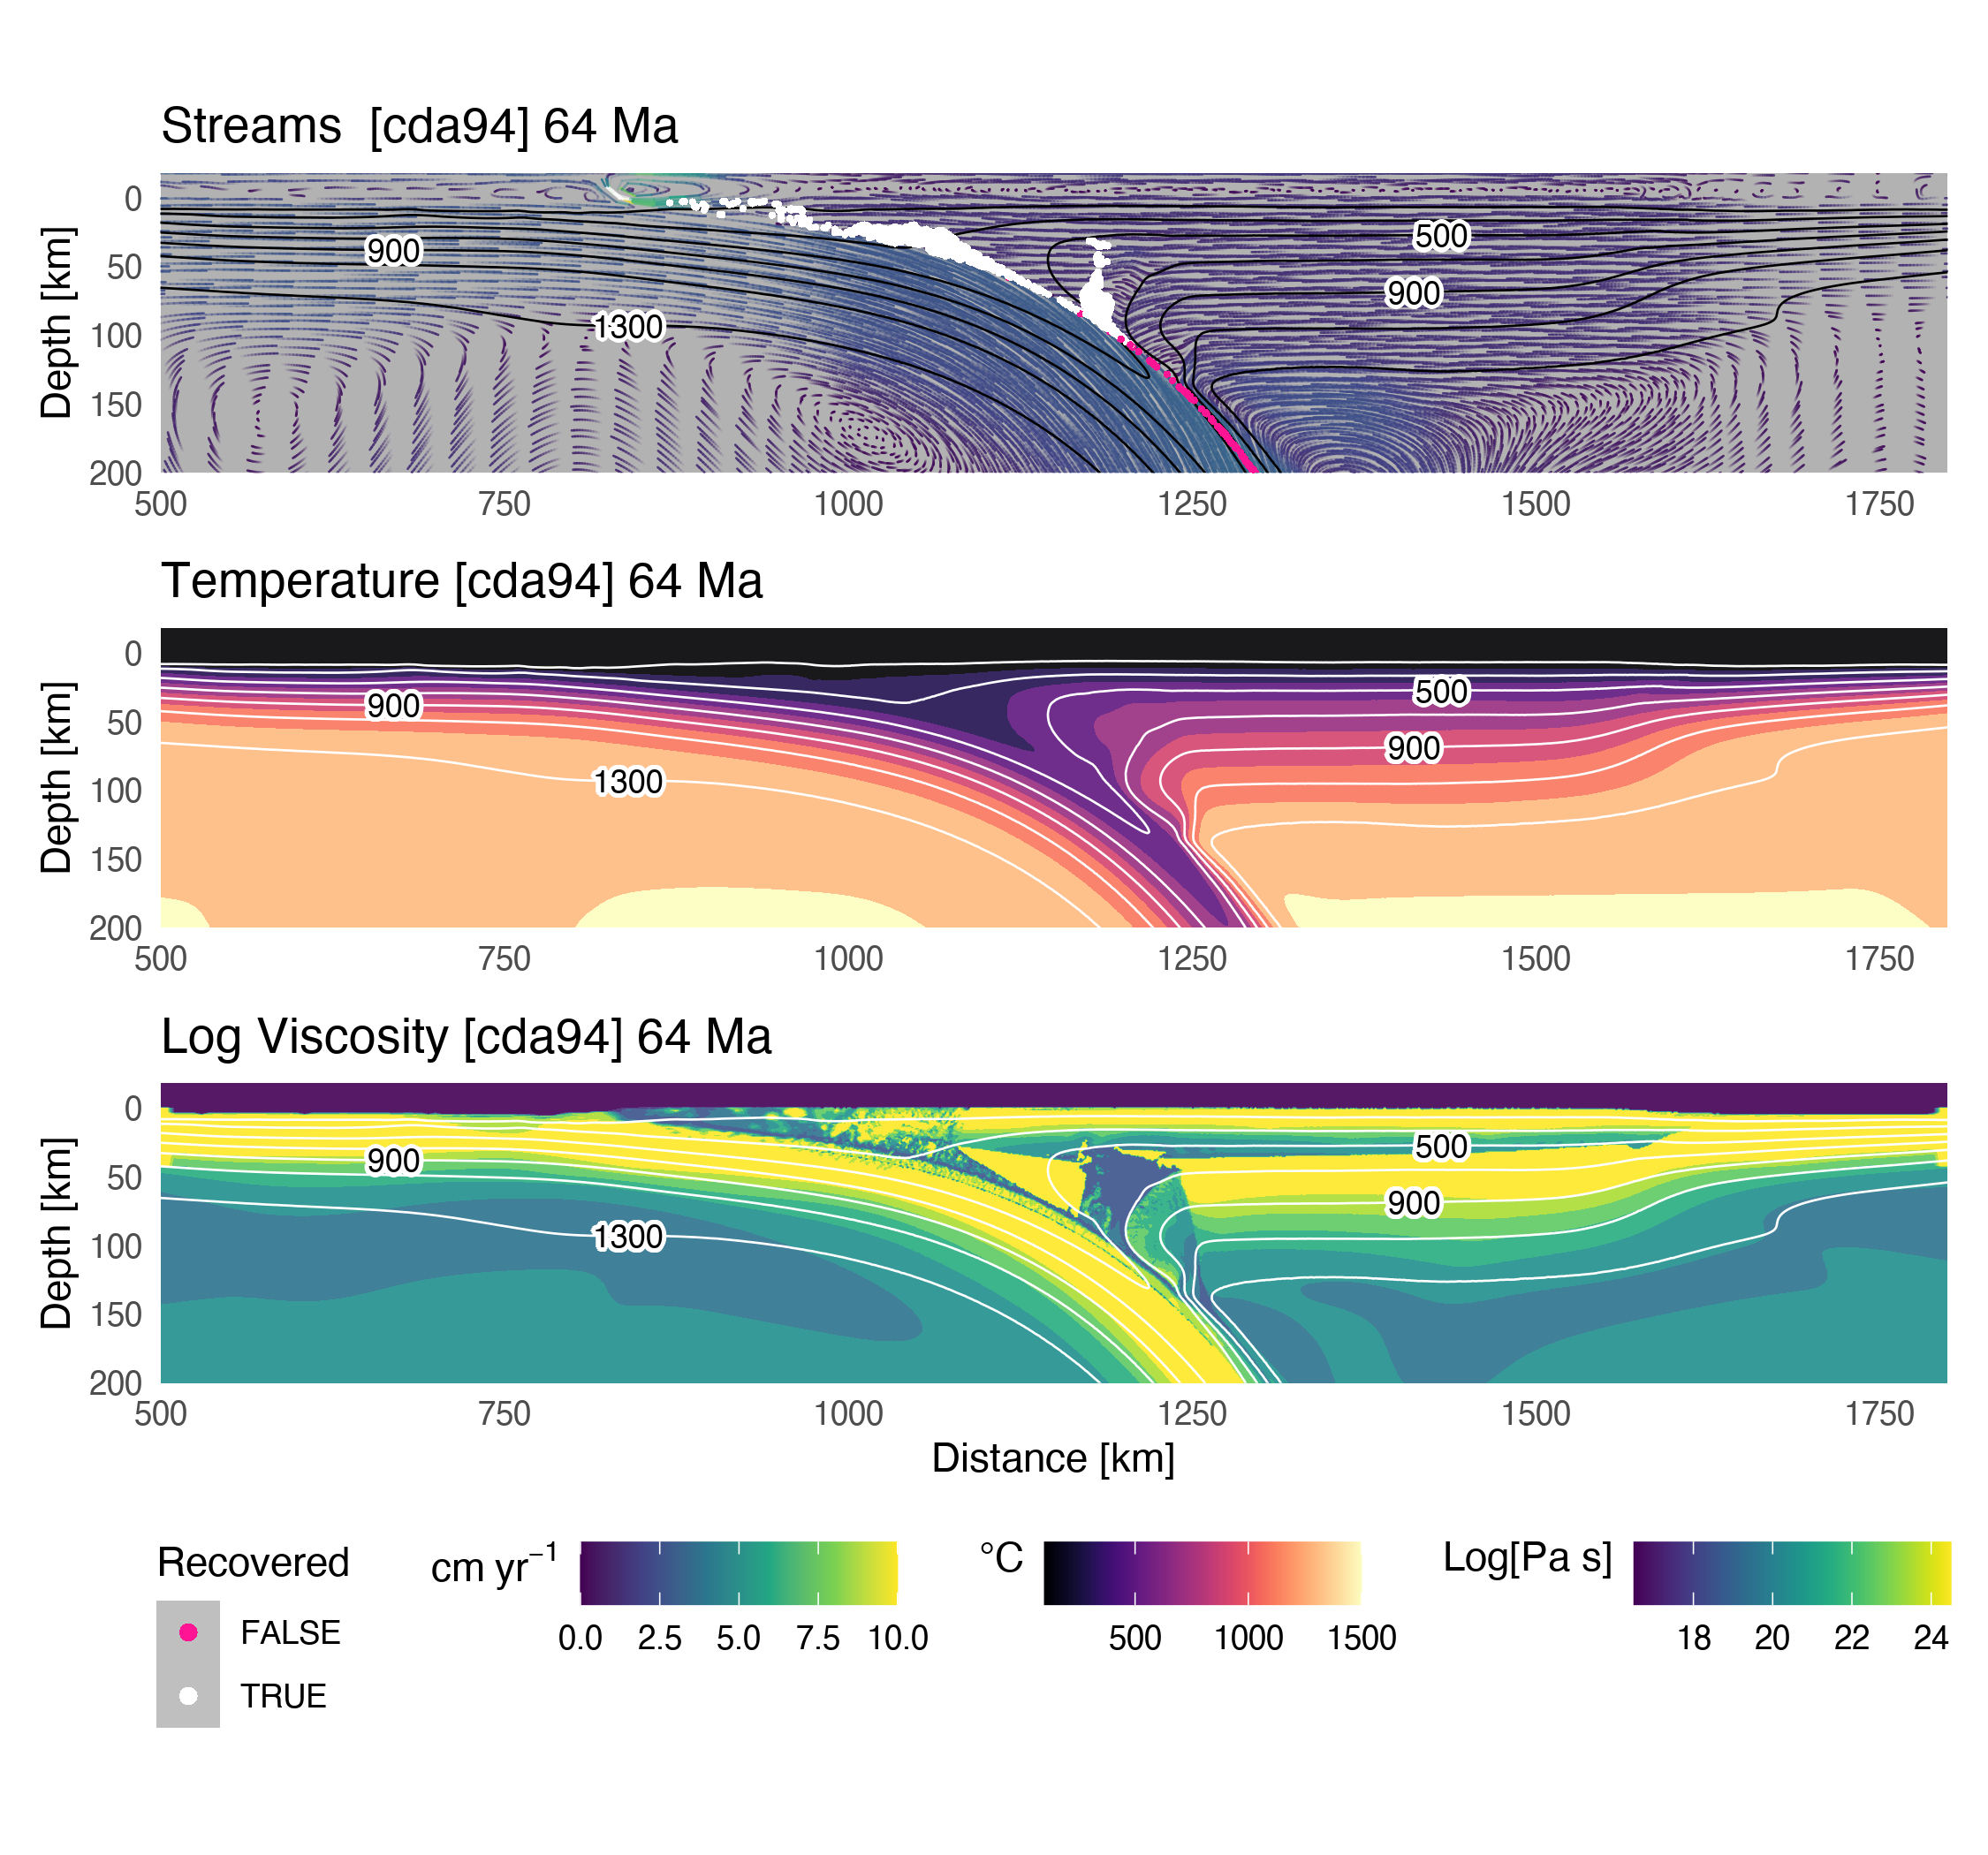 Streams  [cda94] 64 Ma
Depth [km]
0
50
100
150
200
900
1300
500
900
500 750 1000 1250 1500 1750
Temperature [cda94] 64 Ma
Depth [km]
0
50
100
150
200
900
1300
500
900
500 750 1000 1250 1500 1750
Log Viscosity [cda94] 64 Ma
Depth [km]
0
50
100
150
200
900
1300
500
900
500 750 1000 1250 1500 1750
Distance [km]
Recovered
FALSE
TRUE
cm yr⁻¹
0.0 2.5 5.0 7.5 10.0
°C
500 1000 1500
Log[Pa s]
18 20 22 24